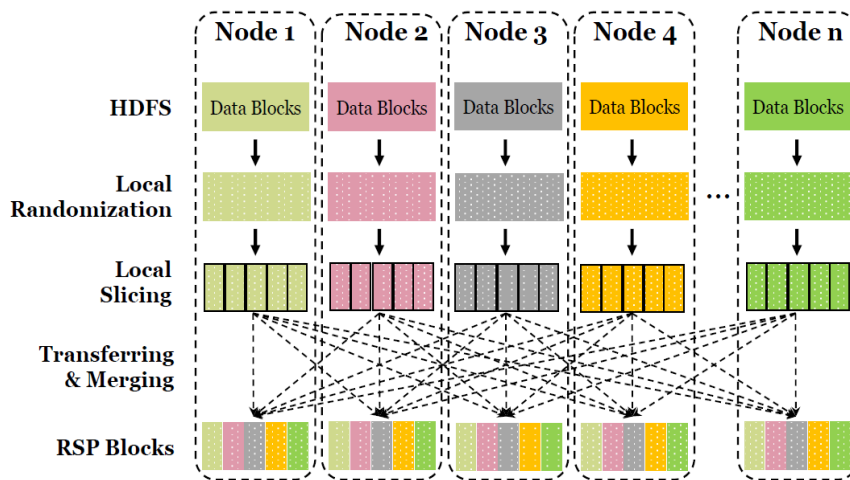 Node 1 Node 2 Node 3 Node 4 Node n
HDFS Data Blocks Data Blocks Data Blocks Data Blocks Data Blocks
Local
Randomization
...
Local
Slicing
Transferring
& Merging
RSP Blocks